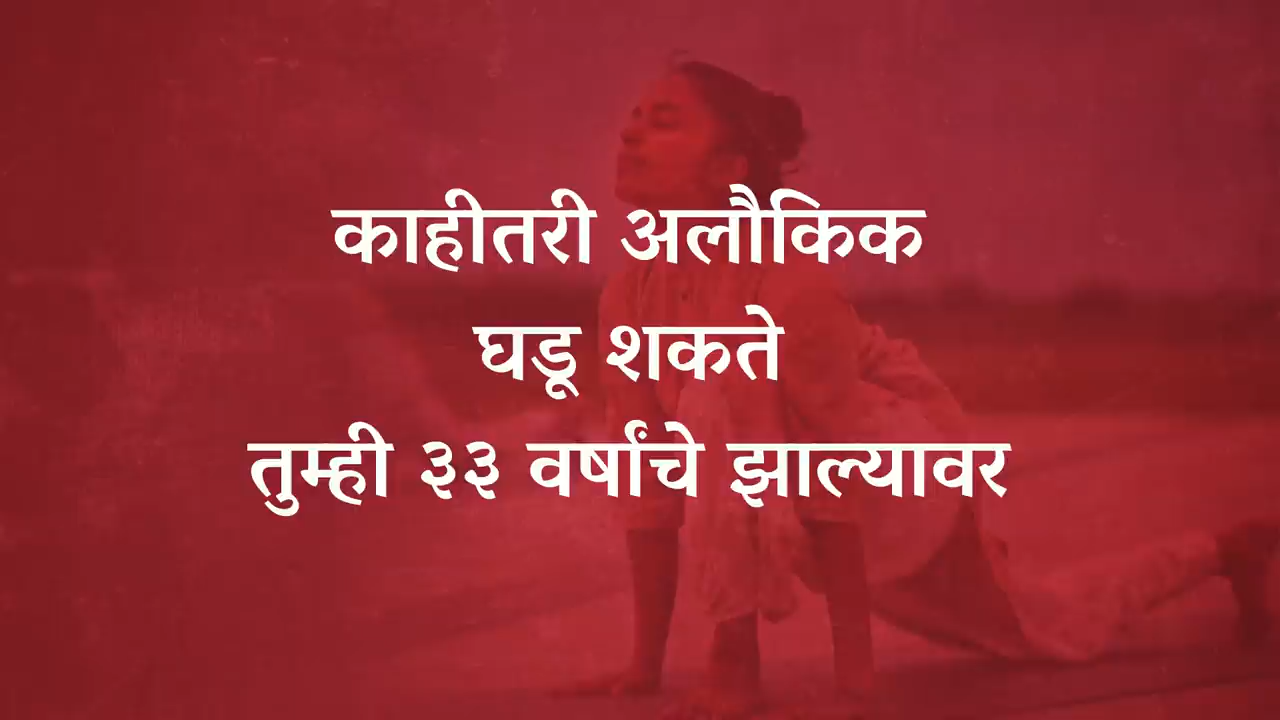 काहीतरी अलौकिक
घडू शकते
तुम्ही ३३ वर्षांचे झाल्यावर